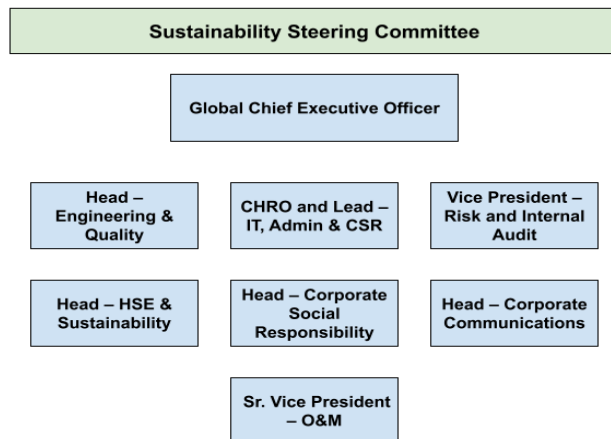 Sustainability Steering Committee
Global Chief Executive Officer
Head –
Engineering &
Quality
CHRO and Lead –
IT, Admin & CSR
Vice President –
Risk and Internal
Audit
Head – HSE &
Sustainability
Head – Corporate
Social
Responsibility
Head – Corporate
Communications
Sr. Vice President
– O&M